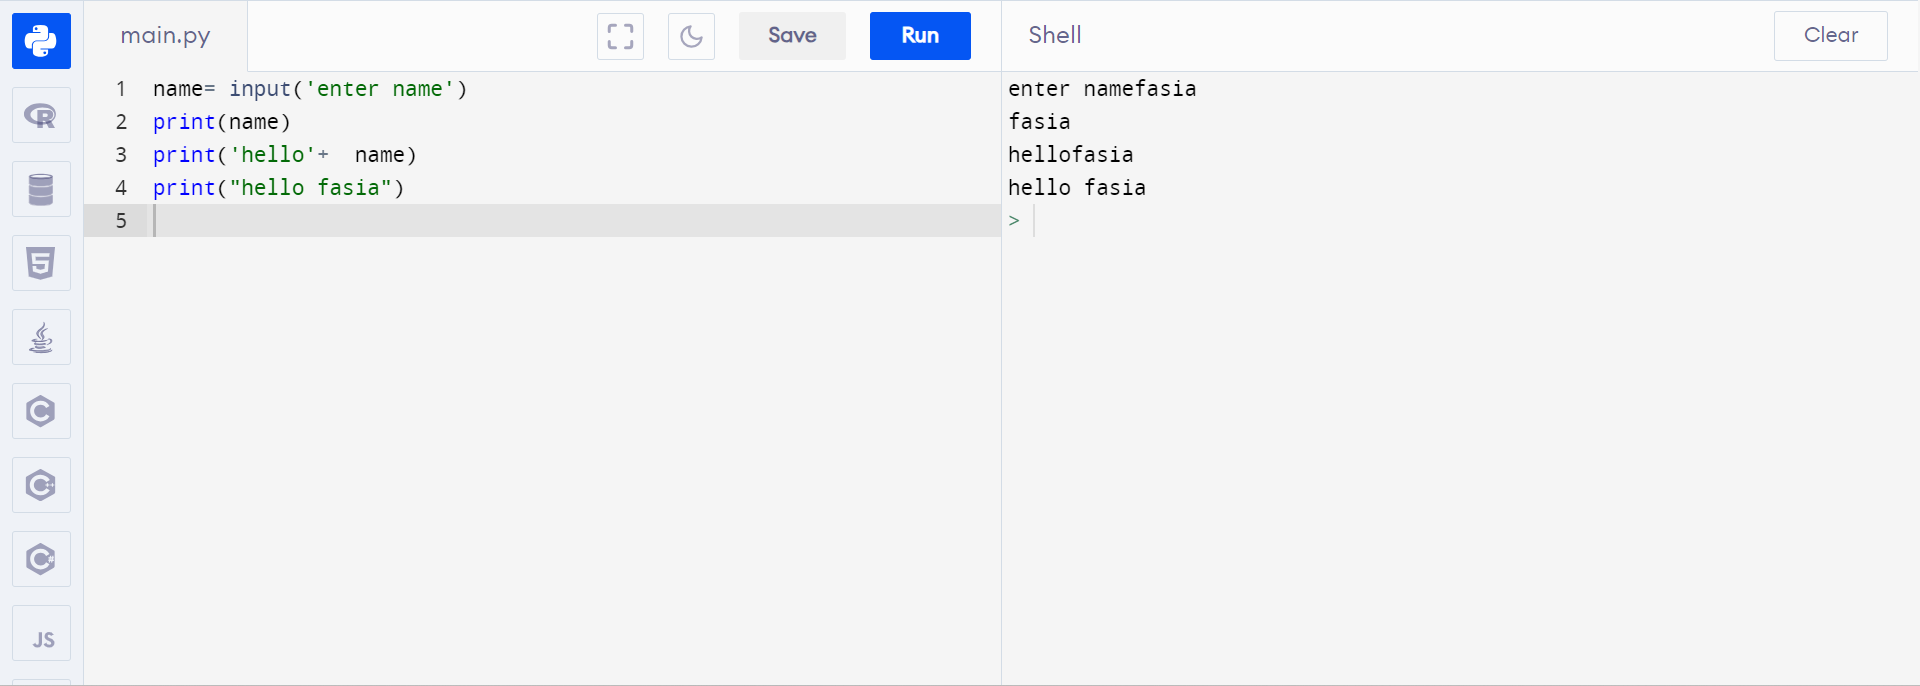 main.py
Save
Run
Shell
Clear
1 name= input('enter name')
2 print(name)
3 print('hello'+  name)
4 print("hello fasia")
5
enter namefasia
fasia
hellofasia
hello fasia
>
R
5
C
C++
C#
JS